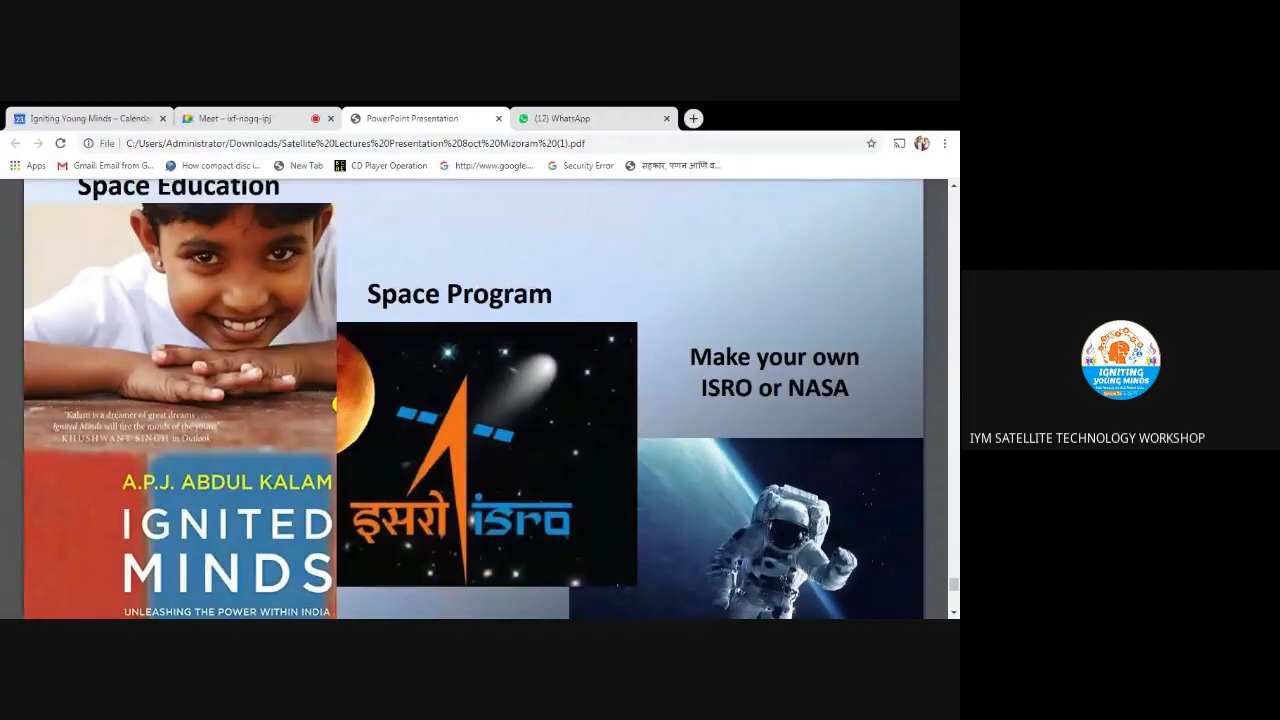 Igniting Young Minds – Calenda
Meet – ixf-nogq-ipj
PowerPoint Presentation
(12) WhatsApp
File
C:/Users/Administrator/Downloads/Satellite%20Lectures%20Presentation%208oct%20Mizoram%20(1).pdf
Apps
Gmail: Email from G...
How compact disc i...
New Tab
CD Player Operation
http://www.google....
Security Error
सहकार, पणन आणि व...
Space Education
Space Program
Make your own
ISRO or NASA
"Kalam is a dreamer of great dreams . . .
Ignited Minds will fire the minds of the young"
KHUSHWANT SINGH in Outlook
A.P.J. ABDUL KALAM
IGNITED
MINDS
UNLEASHING THE POWER WITHIN INDIA
इसरो isro
IGNITING
YOUNG MINDS
IYM SATELLITE TECHNOLOGY WORKSHOP